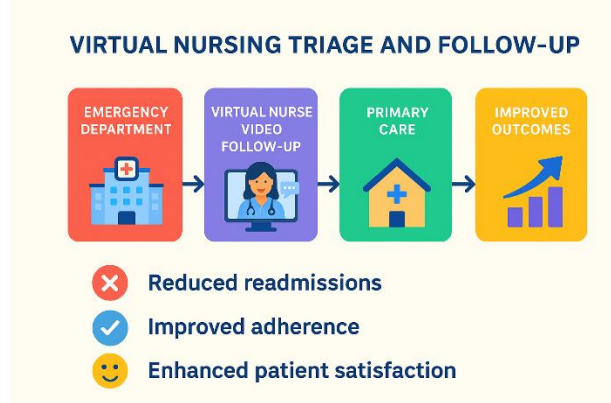 VIRTUAL NURSING TRIAGE AND FOLLOW-UP
EMERGENCY
DEPARTMENT
VIRTUAL NURSE
VIDEO
FOLLOW-UP
PRIMARY
CARE
IMPROVED
OUTCOMES
Reduced readmissions
Improved adherence
Enhanced patient satisfaction